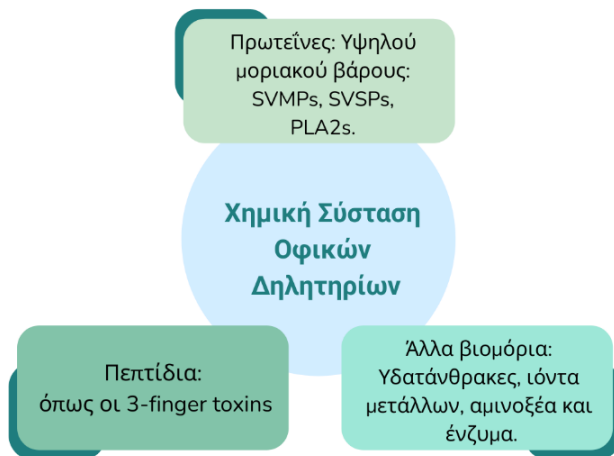 Πρωτεΐνες: Υψηλού
μοριακού βάρους:
SVMPs, SVSPs,
PLA2s.
Χημική Σύσταση
Οφικών
Δηλητηρίων
Πεπτίδια:
όπως οι 3-finger toxins
Άλλα βιομόρια:
Υδατάνθρακες, ιόντα
μετάλλων, αμινοξέα και
ένζυμα.